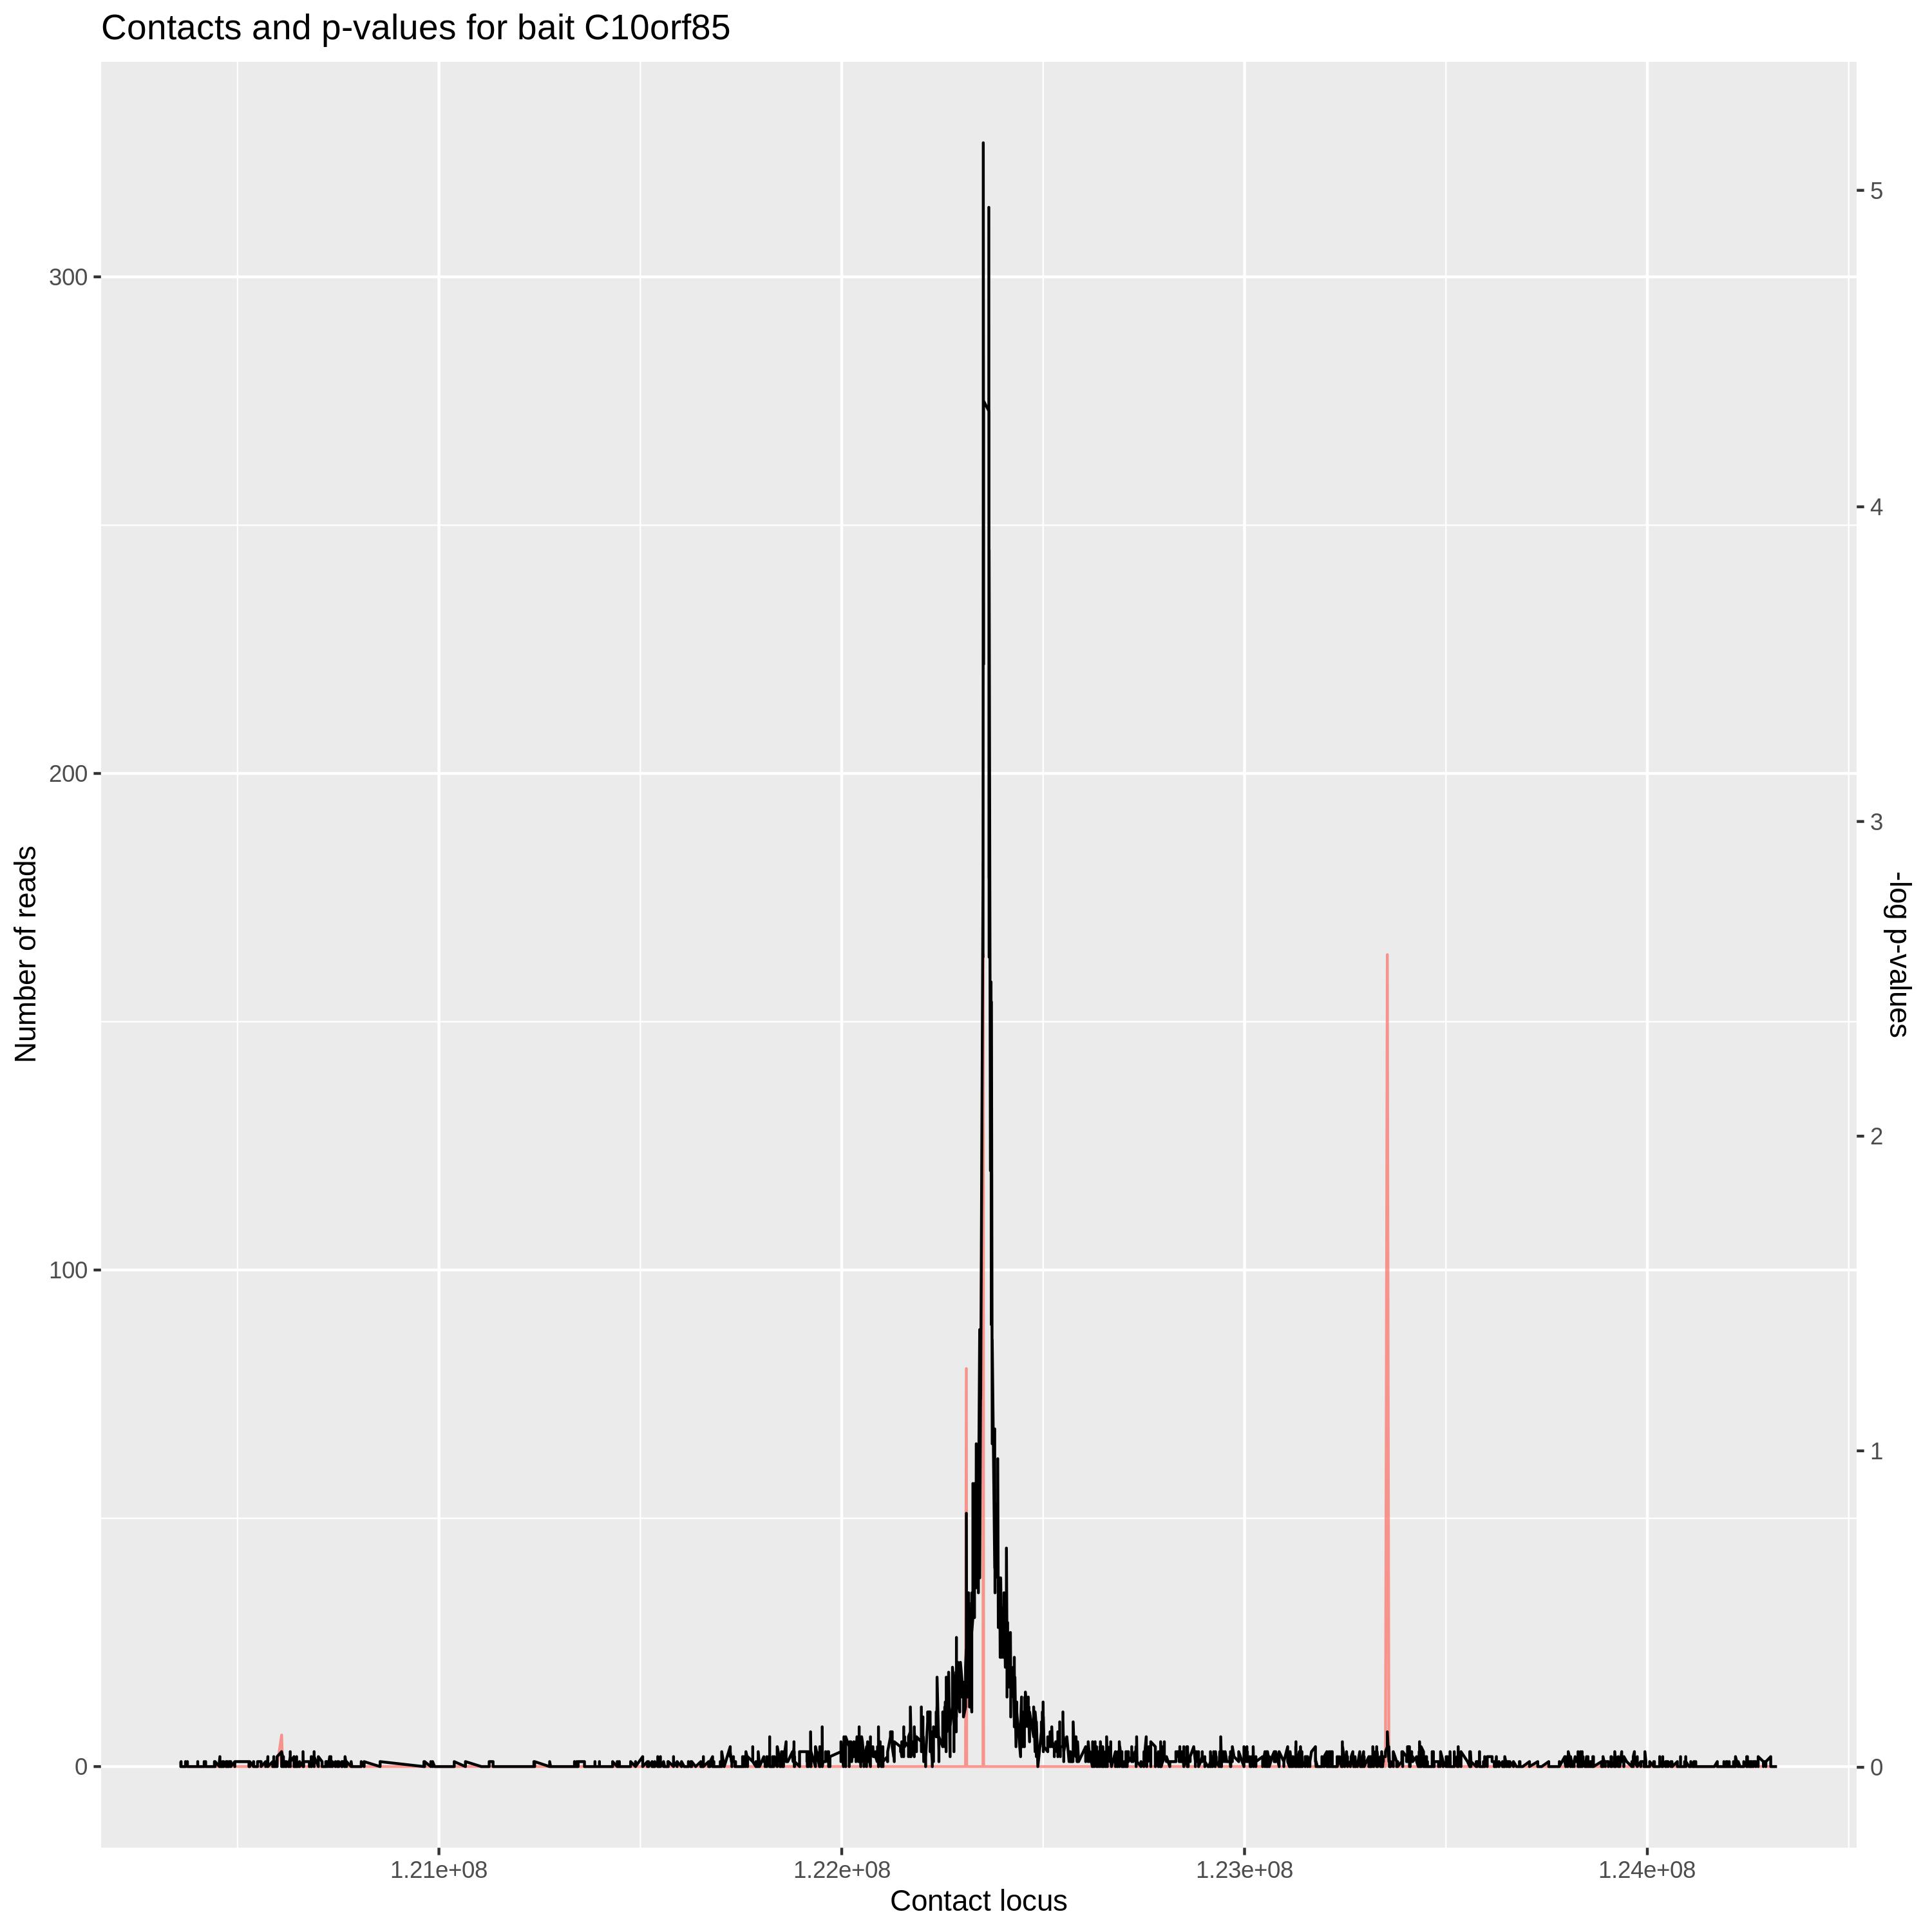 Contacts and p-values for bait C10orf85
300
200
100
0
5
4
3
2
1
0
Number of reads
-log p-values
1.21e+08 1.22e+08 1.23e+08 1.24e+08
Contact locus